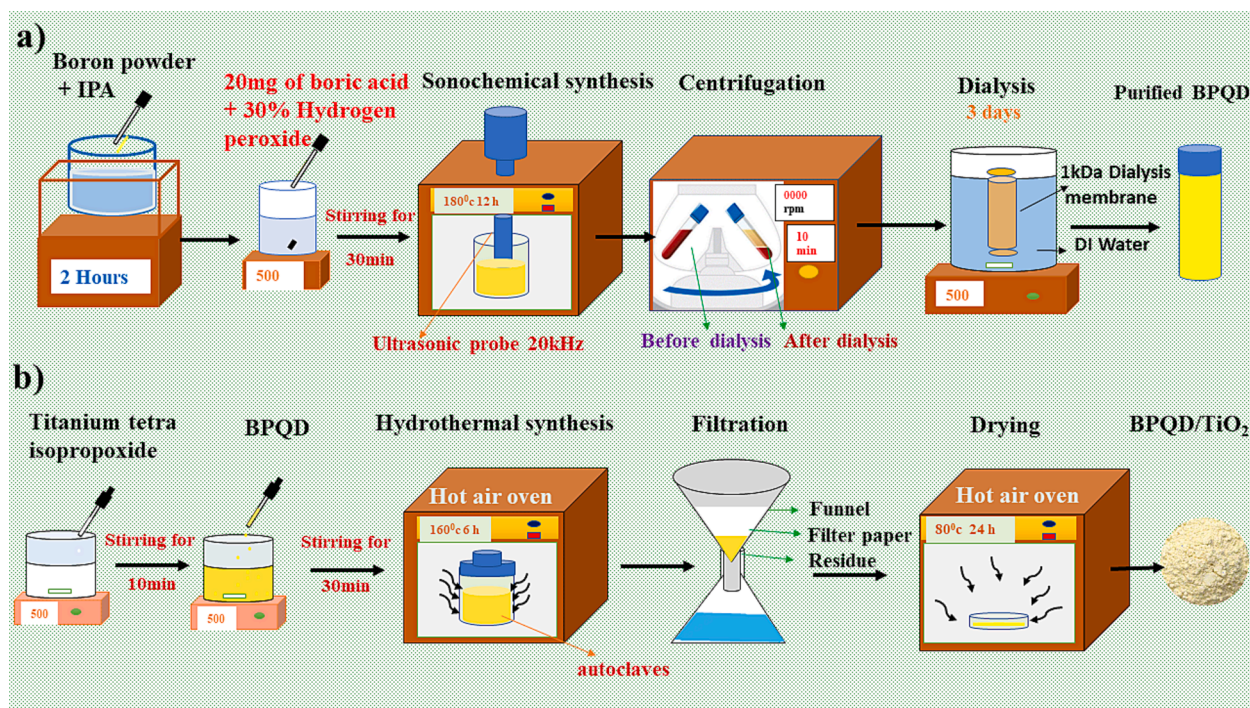 a)
Boron powder
+ IPA
2 Hours
20mg of boric acid
+ 30% Hydrogen
peroxide
500
Stirring for
30min
Sonochemical synthesis
180⁰c 12 h
Ultrasonic probe 20kHz
Centrifugation
0000
rpm
10
min
Before dialysis
After dialysis
Dialysis
3 days
1kDa Dialysis
membrane
DI Water
500
Purified BPQD
b)
Titanium tetra
isopropoxide
500
Stirring for
10min
BPQD
500
Stirring for
30min
Hydrothermal synthesis
Hot air oven
160⁰c 6 h
autoclaves
Filtration
Funnel
Filter paper
Residue
Drying
Hot air oven
80⁰c 24 h
BPQD/TiO₂